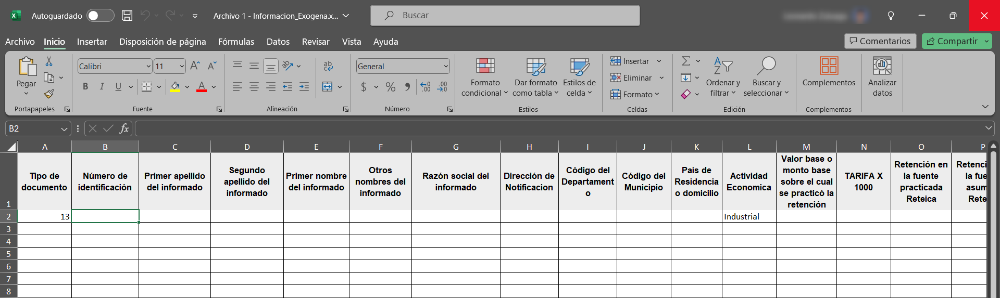 Autoguardado
Archivo 1 - Informacion_Exogena.x...
Buscar
Archivo Inicio Insertar Disposición de página Fórmulas Datos Revisar Vista Ayuda
Comentarios
Compartir
Pegar
Portapapeles
Calibri
11
N K S
Fuente
ab
Alineación
General
$ % 000
Número
Formato
condicional
Dar formato
como tabla
Estilos de
celda
Estilos
Insertar
Eliminar
Formato
Celdas
Ordenar y
filtrar
Buscar y
seleccionar
Edición
Complementos
Complementos
Analizar
datos
B2
fx
A B C D E F G H I J K L M N O P
1
Tipo de
documento
Número de
identificación
Primer apellido
del informado
Segundo
apellido del
informado
Primer nombre
del informado
Otros
nombres del
informado
Razón social del
informado
Dirección de
Notificacion
Código del
Departament
o
Código del
Municipio
País de
Residencia
o domicilio
Actividad
Economica
Valor base o
monto base
sobre el cual
se practicó la
retención
TARIFA X
1000
Retención en
la fuente
practicada
Reteica
Retenci
la fue
asum
Rete
2 13 Industrial
3
4
5
6
7
8